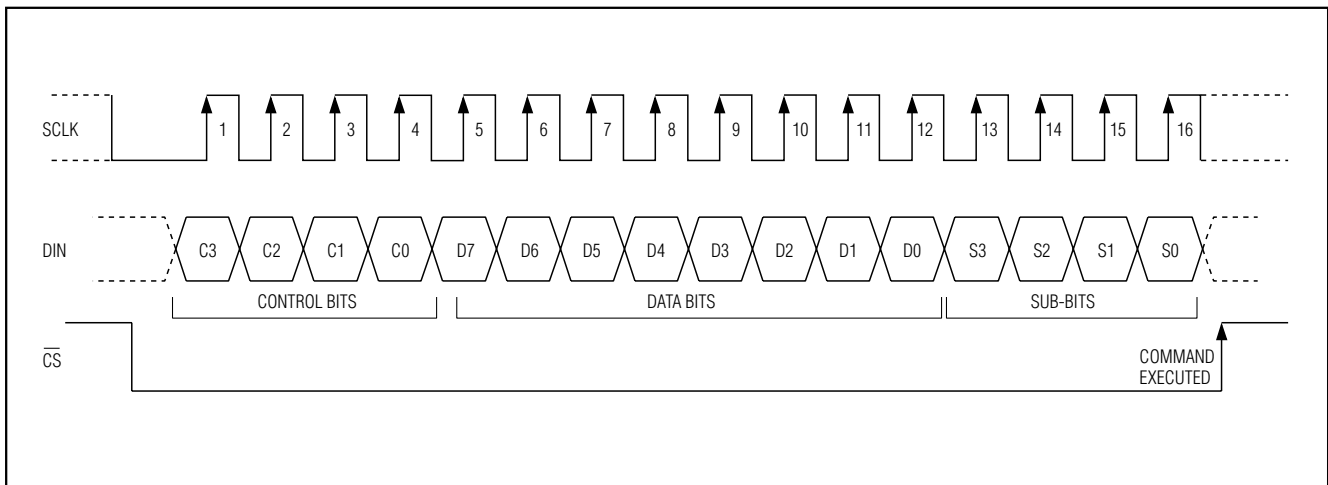 SCLK 1 2 3 4 5 6 7 8 9 10 11 12 13 14 15 16
DIN C3 C2 C1 C0 D7 D6 D5 D4 D3 D2 D1 D0 S3 S2 S1 S0
CONTROL BITS DATA BITS SUB-BITS
CS
COMMAND
EXECUTED